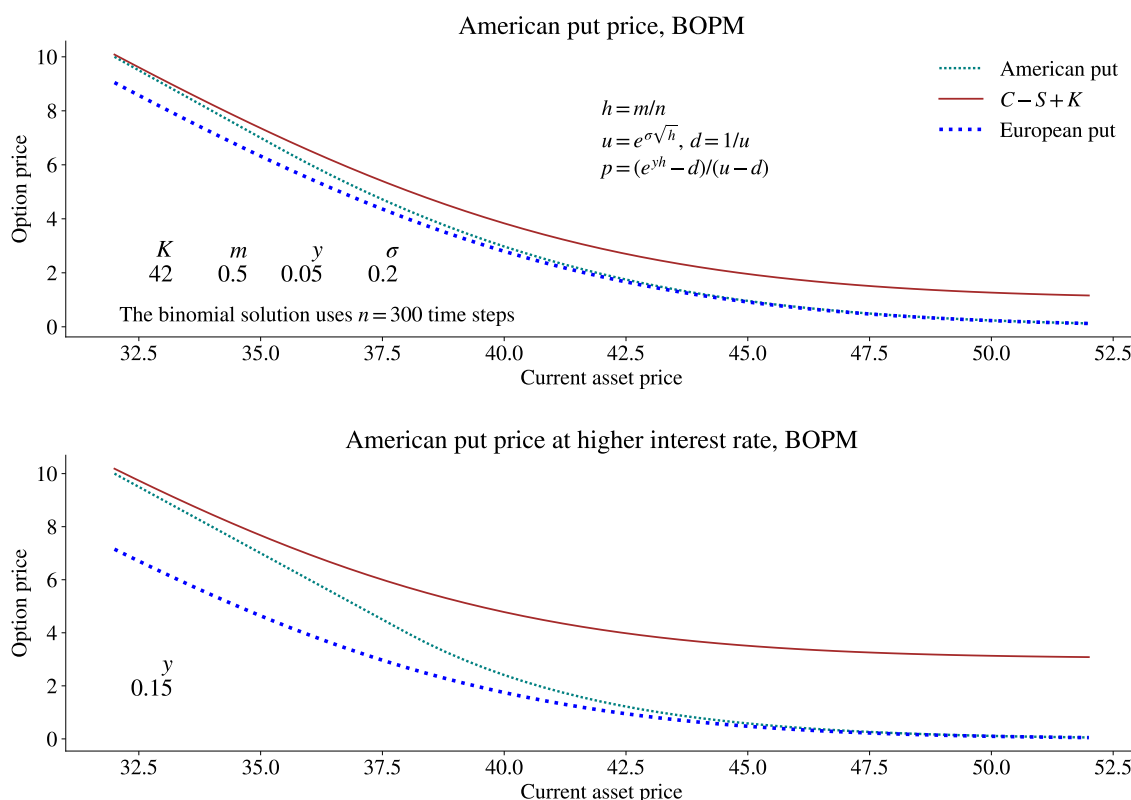 American put price, BOPM
10
8
6
4
2
0
Option price
American put
C − S + K
European put
h = m/n
u = e^{σ√h}, d = 1/u
p = (e^{yh} − d)/(u − d)
K m y σ
42 0.5 0.05 0.2
The binomial solution uses n = 300 time steps
32.5 35.0 37.5 40.0 42.5 45.0 47.5 50.0 52.5
Current asset price
American put price at higher interest rate, BOPM
10
8
6
4
2
0
Option price
y
0.15
32.5 35.0 37.5 40.0 42.5 45.0 47.5 50.0 52.5
Current asset price